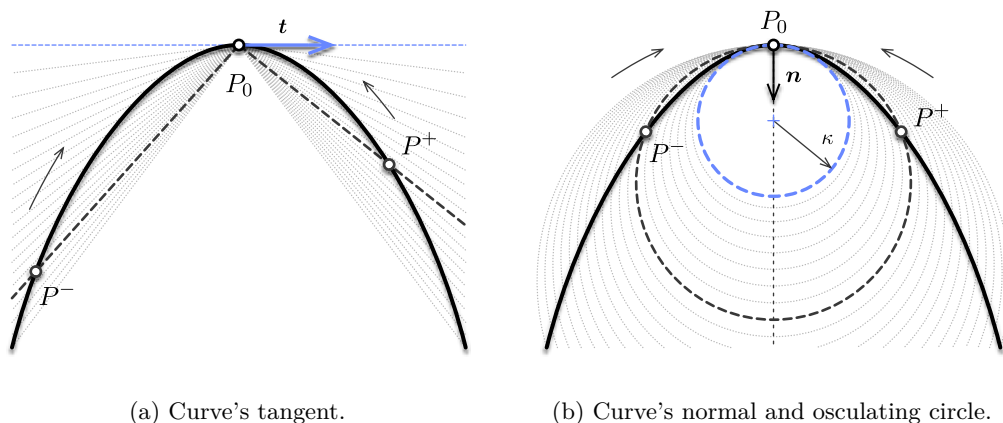 t
P₀
P⁻
P⁺
(a) Curve's tangent.
P₀
n
κ
P⁻
P⁺
(b) Curve's normal and osculating circle.